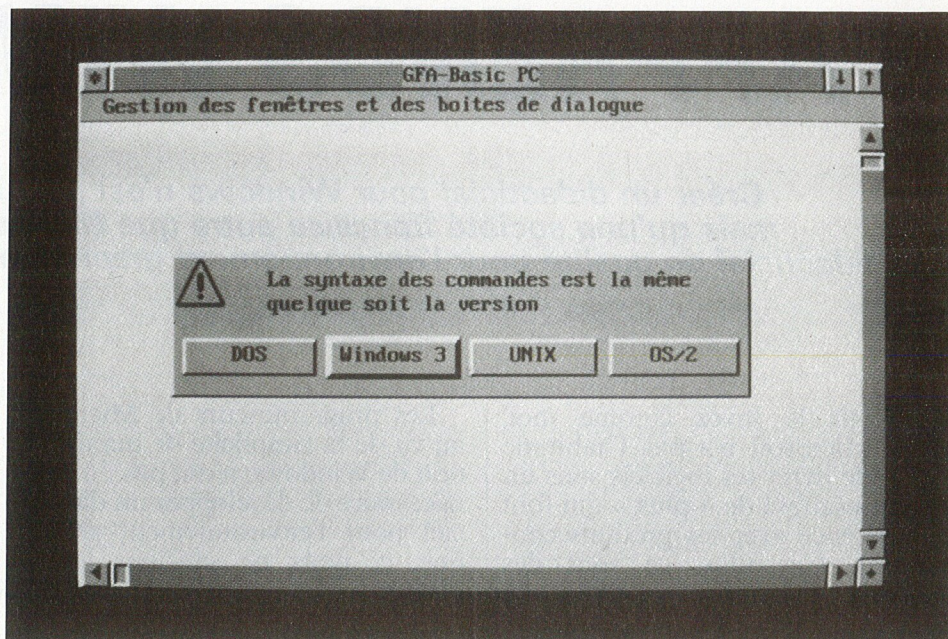 GFA-Basic PC
Gestion des fenêtres et des boites de dialogue
La syntaxe des commandes est la même
quelque soit la version
DOS
Windows 3
UNIX
OS/2